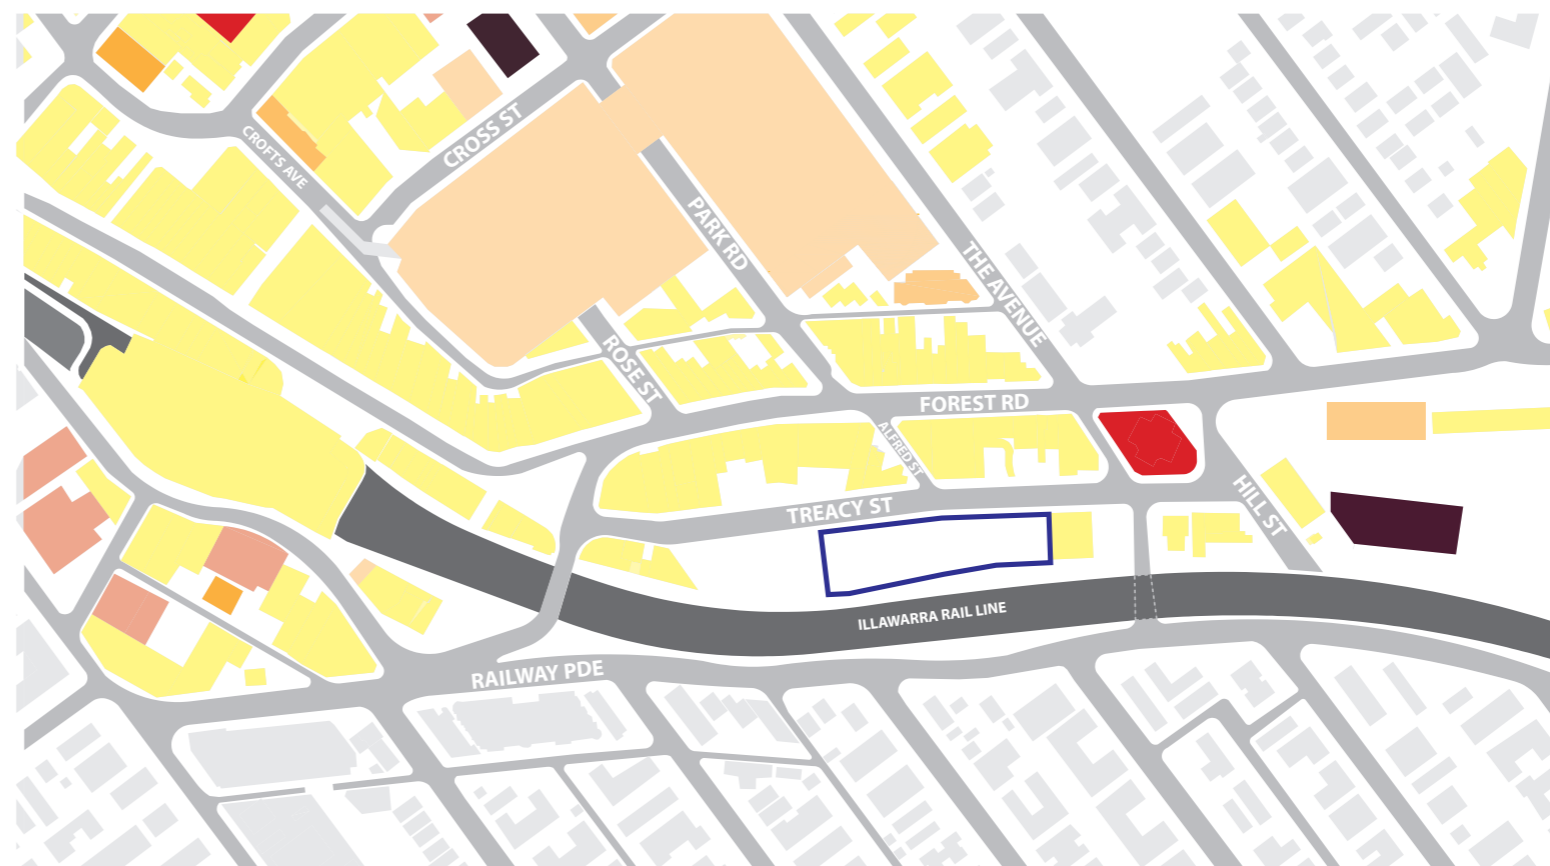 CROSS ST
CROFTS AVE
PARK RD
THE AVENUE
ROSE ST
FOREST RD
ALFRED ST
HILL ST
TREACY ST
ILLAWARRA RAIL LINE
RAILWAY PDE